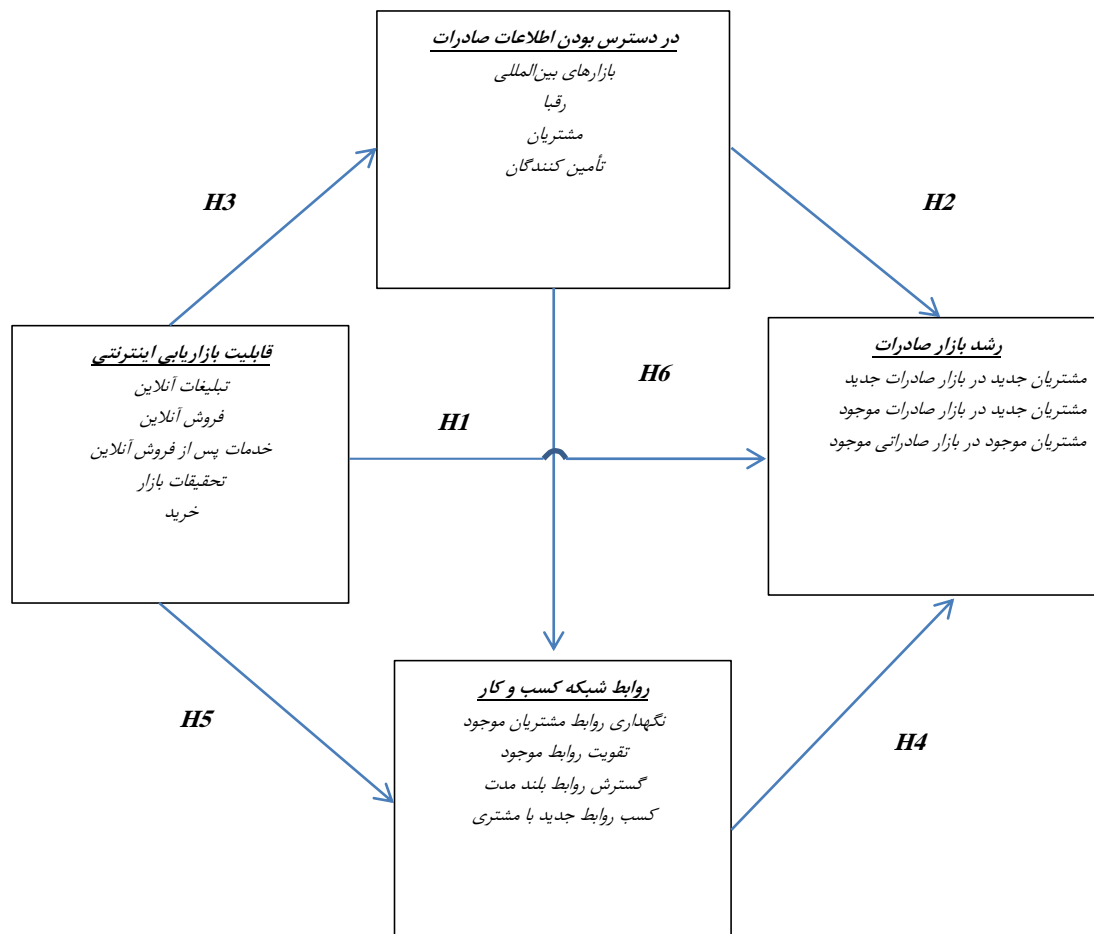 در دسترس بودن اطلاعات صادرات
بازارهای بین‌المللی
رقبا
مشتریان
تأمین کنندگان
H3
H2
قابلیت بازاریابی اینترنتی
تبلیغات آنلاین
فروش آنلاین
خدمات پس از فروش آنلاین
تحقیقات بازار
خرید
H1
H6
رشد بازار صادرات
مشتریان جدید در بازار صادرات جدید
مشتریان جدید در بازار صادرات موجود
مشتریان موجود در بازار صادراتی موجود
H5
H4
روابط شبکه کسب و کار
نگهداری روابط مشتریان موجود
تقویت روابط موجود
گسترش روابط بلند مدت
کسب روابط جدید با مشتری